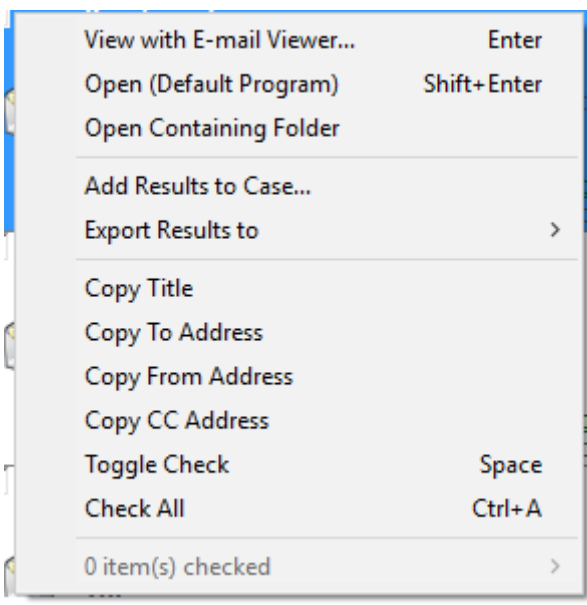 View with E-mail Viewer... Enter
Open (Default Program) Shift+Enter
Open Containing Folder
Add Results to Case...
Export Results to
Copy Title
Copy To Address
Copy From Address
Copy CC Address
Toggle Check Space
Check All Ctrl+A
0 item(s) checked